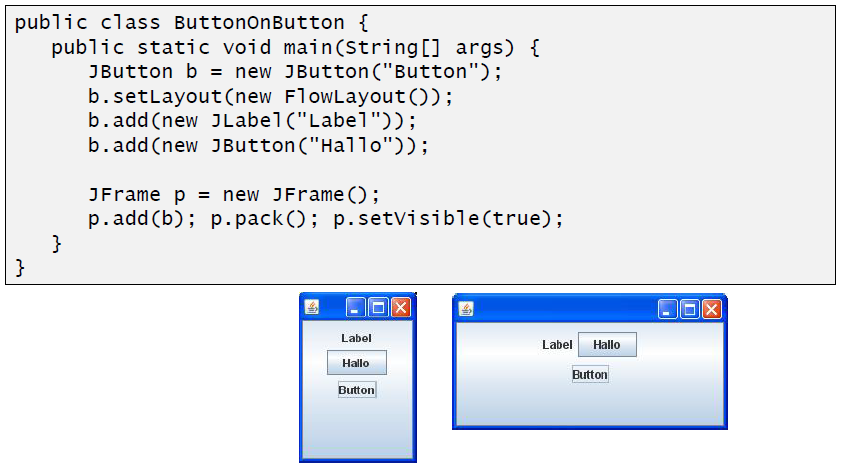 public class ButtonOnButton {
public static void main(String[] args) {
JButton b = new JButton("Button");
b.setLayout(new FlowLayout());
b.add(new JLabel("Label"));
b.add(new JButton("Hallo"));
JFrame p = new JFrame();
p.add(b); p.pack(); p.setVisible(true);
}
}
Label
Hallo
Button
Label Hallo
Button